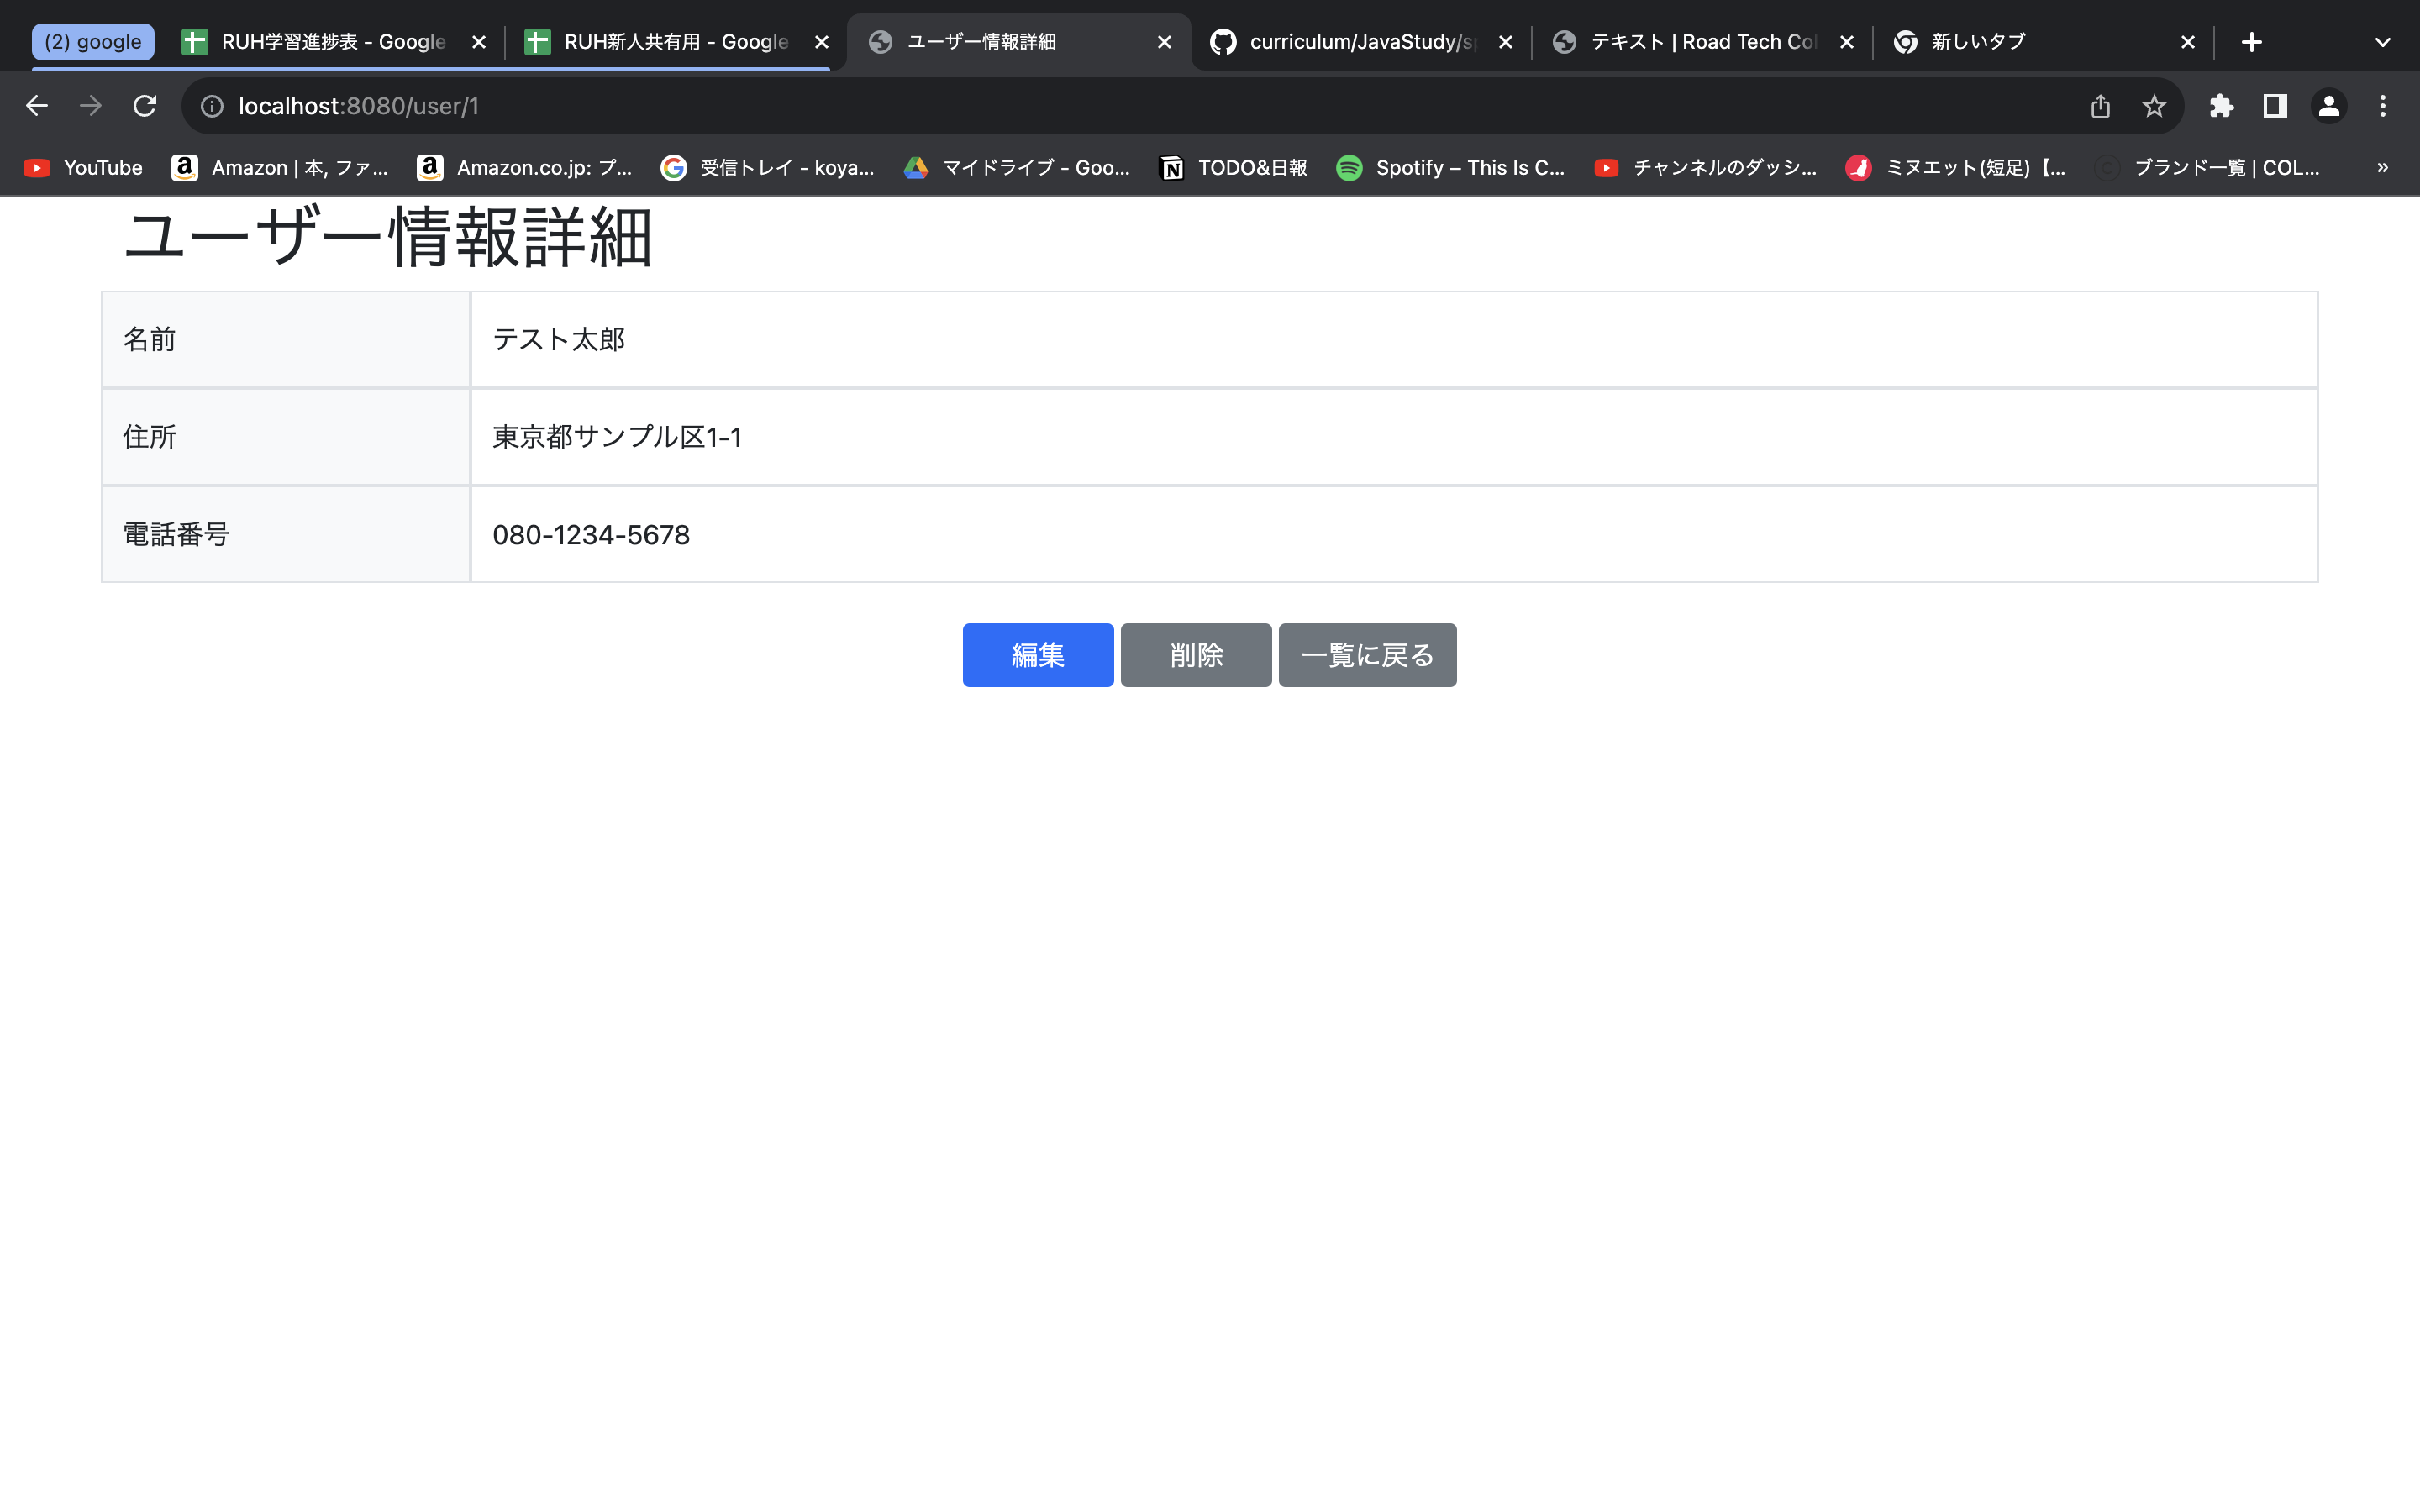 (2) google
RUH学習進捗表 - Google
RUH新人共有用 - Google
ユーザー情報詳細
curriculum/JavaStudy/s
テキスト | Road Tech Co
新しいタブ
localhost:8080/user/1
YouTube
Amazon | 本, ファ...
Amazon.co.jp: プ...
受信トレイ - koya...
マイドライブ - Goo...
TODO&日報
Spotify – This Is C...
チャンネルのダッシ...
ミヌエット(短足)【...
ブランド一覧 | COL...
»
ユーザー情報詳細
名前 テスト太郎
住所 東京都サンプル区1-1
電話番号 080-1234-5678
編集 削除 一覧に戻る